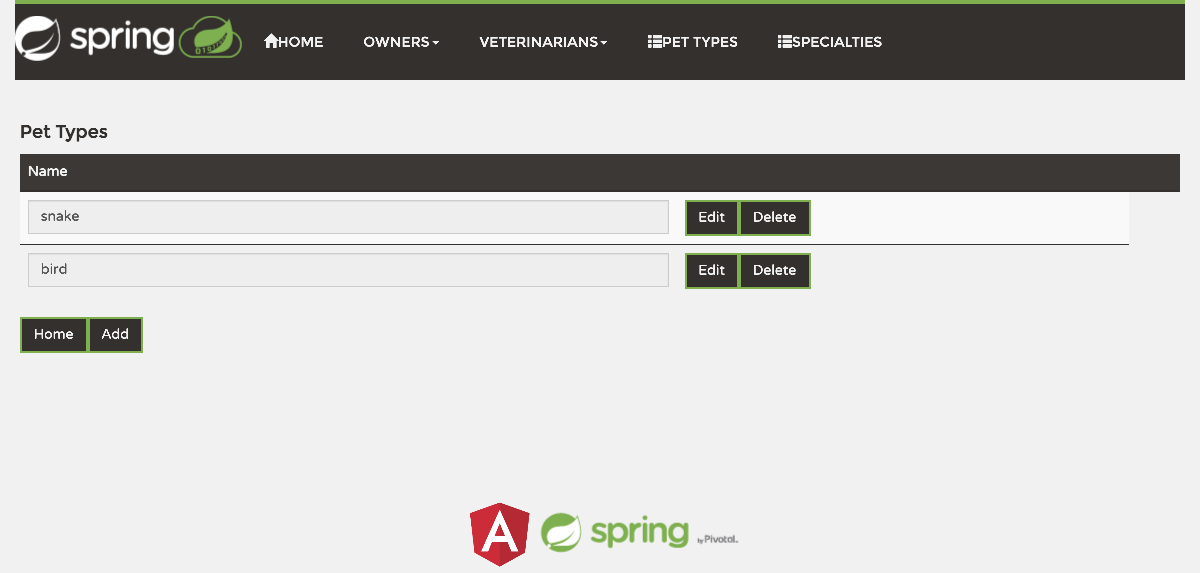 spring HOME OWNERS VETERINARIANS PET TYPES SPECIALTIES
Pet Types
Name
snake Edit Delete
bird Edit Delete
Home Add
A spring by Pivotal.